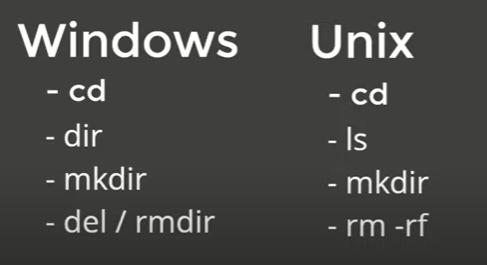 Windows
- cd
- dir
- mkdir
- del / rmdir
Unix
- cd
- ls
- mkdir
- rm -rf